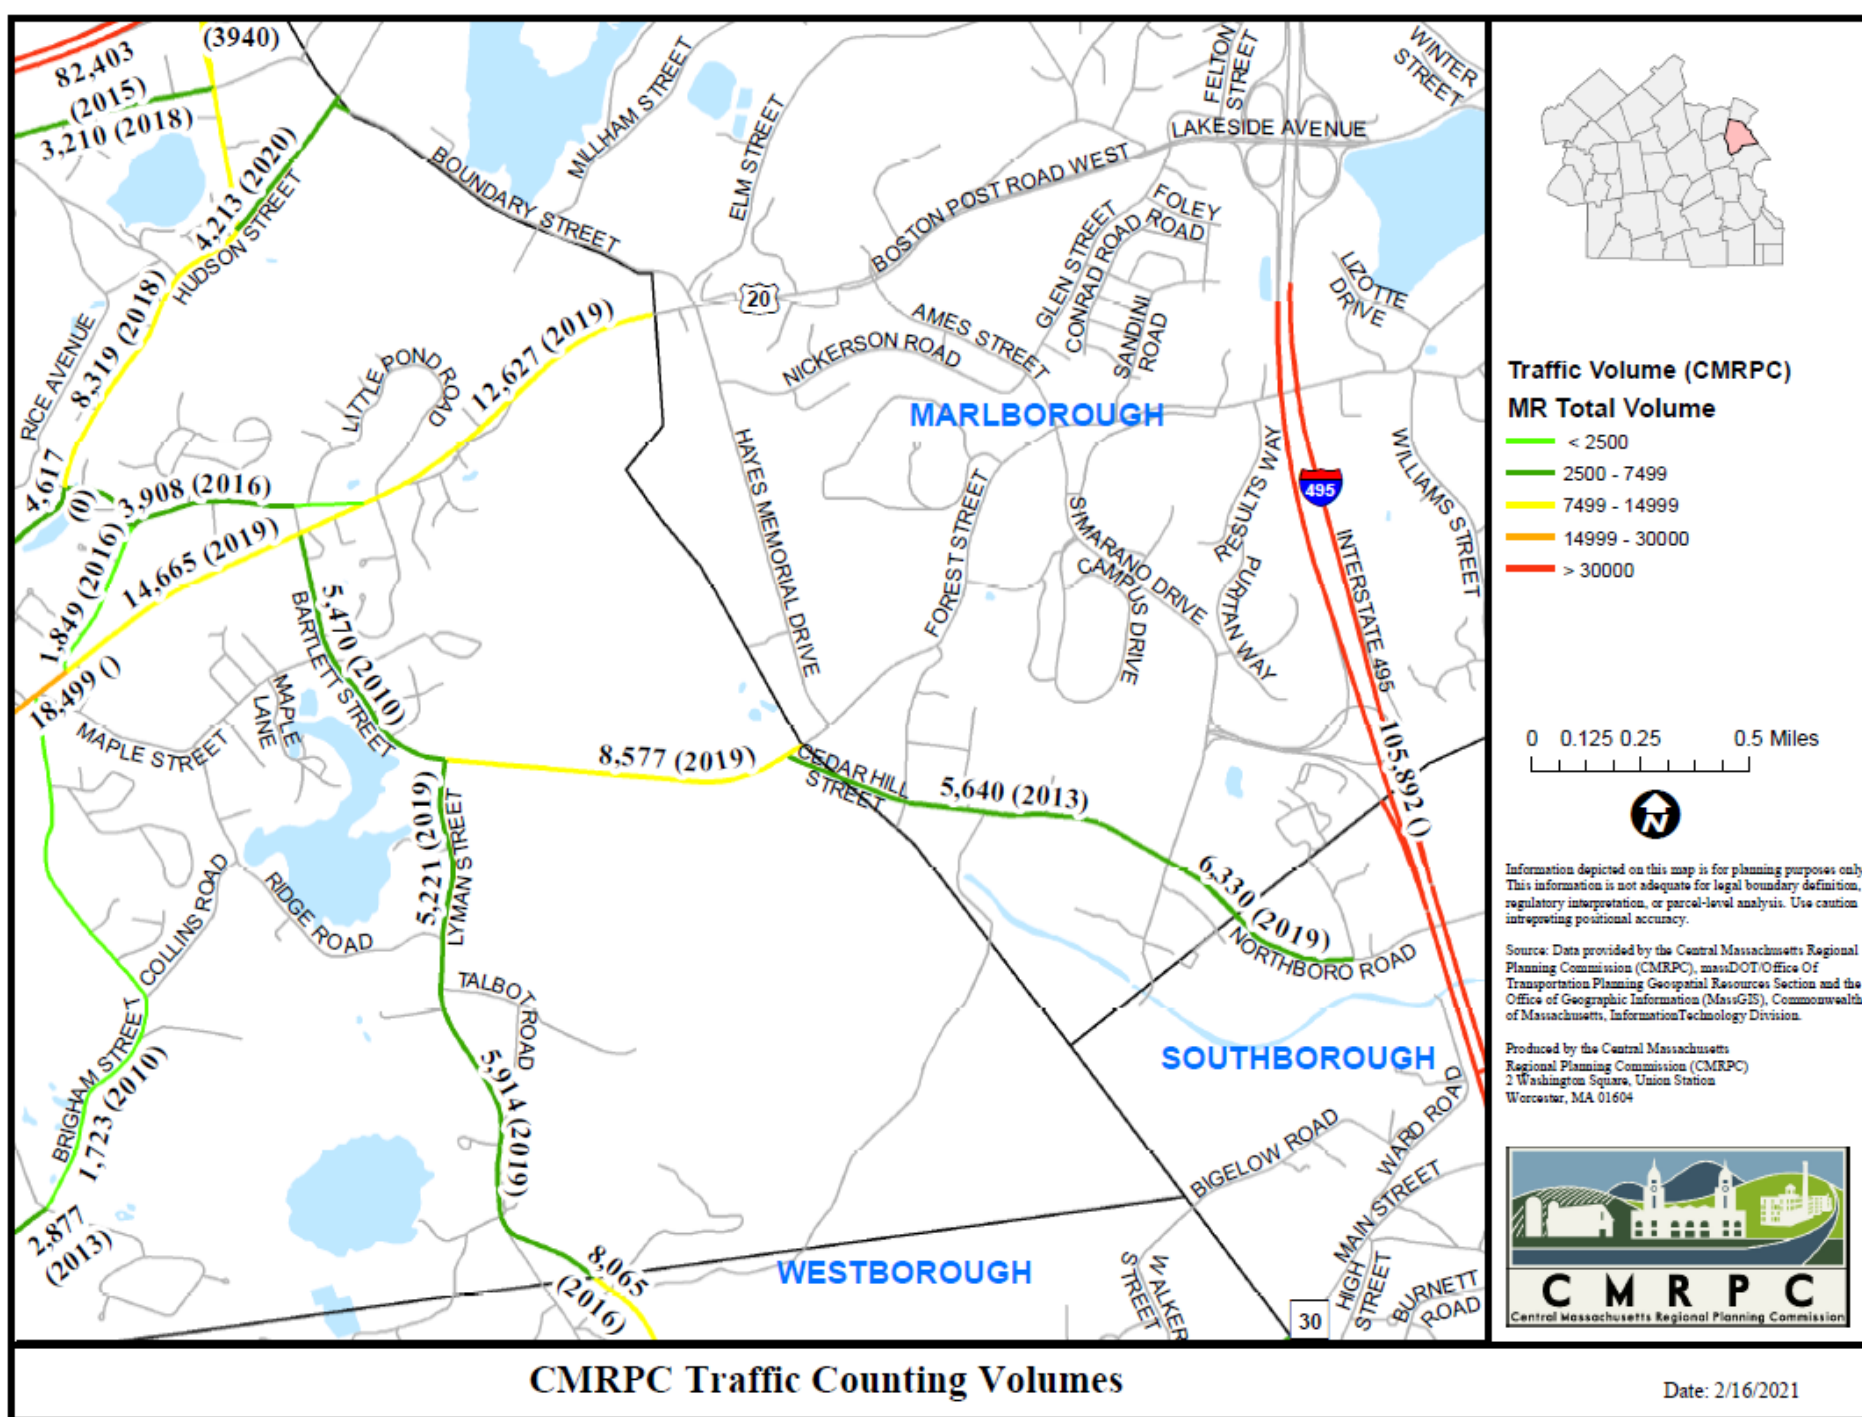 82,403
(2015)
3,210 (2018)
(3940)
4,213 (2020)
HUDSON STREET
8,319 (2018)
RICE AVENUE
4,617
(0)
3,908 (2016)
1,849 (2016)
14,665 (2019)
18,499 ()
LITTLE POND
ROAD
12,627 (2019)
BOUNDARY STREET
MILLHAM STREET
ELM STREET
20
BOSTON POST ROAD WEST
LAKESIDE AVENUE
FELTON
STREET
WINTER
STREET
FOLEY
ROAD
GLEN STREET
CONRAD ROAD
SANDINI
ROAD
LIZOTTE
DRIVE
AMES STREET
NICKERSON ROAD
MARLBOROUGH
HAYES MEMORIAL DRIVE
FOREST STREET
SIMARANO DRIVE
CAMPUS DRIVE
RESULTS WAY
PURITAN WAY
495
INTERSTATE 495
WILLIAMS STREET
105,892 ()
5,470 (2010)
BARTLETT STREET
MAPLE
LANE
MAPLE STREET
8,577 (2019)
CEDAR HILL
STREET
5,640 (2013)
6,330 (2019)
NORTHBORO ROAD
5,221 (2019)
LYMAN STREET
COLLINS ROAD
RIDGE ROAD
TALBOT
ROAD
BRIGHAM STREET
1,723 (2010)
2,877
(2013)
5,914 (2019)
8,065
(2016)
WESTBOROUGH
SOUTHBOROUGH
BIGELOW ROAD
WARD ROAD
MAIN STREET
HIGH
STREET
BURNETT
ROAD
WALKER
STREET
30
Traffic Volume (CMRPC)
MR Total Volume
< 2500
2500 - 7499
7499 - 14999
14999 - 30000
> 30000
0 0.125 0.25 0.5 Miles
N
Information depicted on this map is for planning purposes only
This information is not adequate for legal boundary definition,
regulatory interpretation, or parcel-level analysis. Use caution
intrepreting positional accuracy.
Source: Data provided by the Central Massachusetts Regional
Planning Commission (CMRPC), massDOT/Office Of
Transportation Planning Geospatial Resources Section and the
Office of Geographic Information (MassGIS), Commonwealth
of Massachusetts, InformationTechnology Division.
Produced by the Central Massachusetts
Regional Planning Commission (CMRPC)
2 Washington Square, Union Station
Worcester, MA 01604
CMRPC
Central Massachusetts Regional Planning Commission
CMRPC Traffic Counting Volumes
Date: 2/16/2021